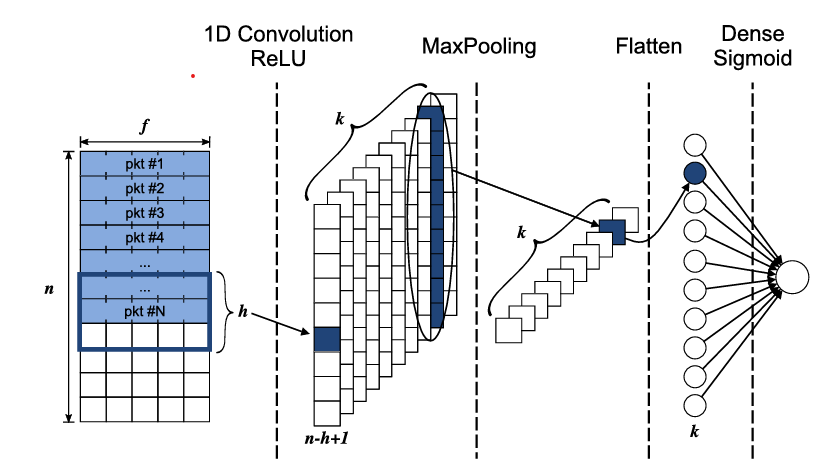 1D Convolution
ReLU
MaxPooling
Flatten
Dense
Sigmoid
f
n
pkt #1
pkt #2
pkt #3
pkt #4
...
...
pkt #N
h
k
n-h+1
k
k